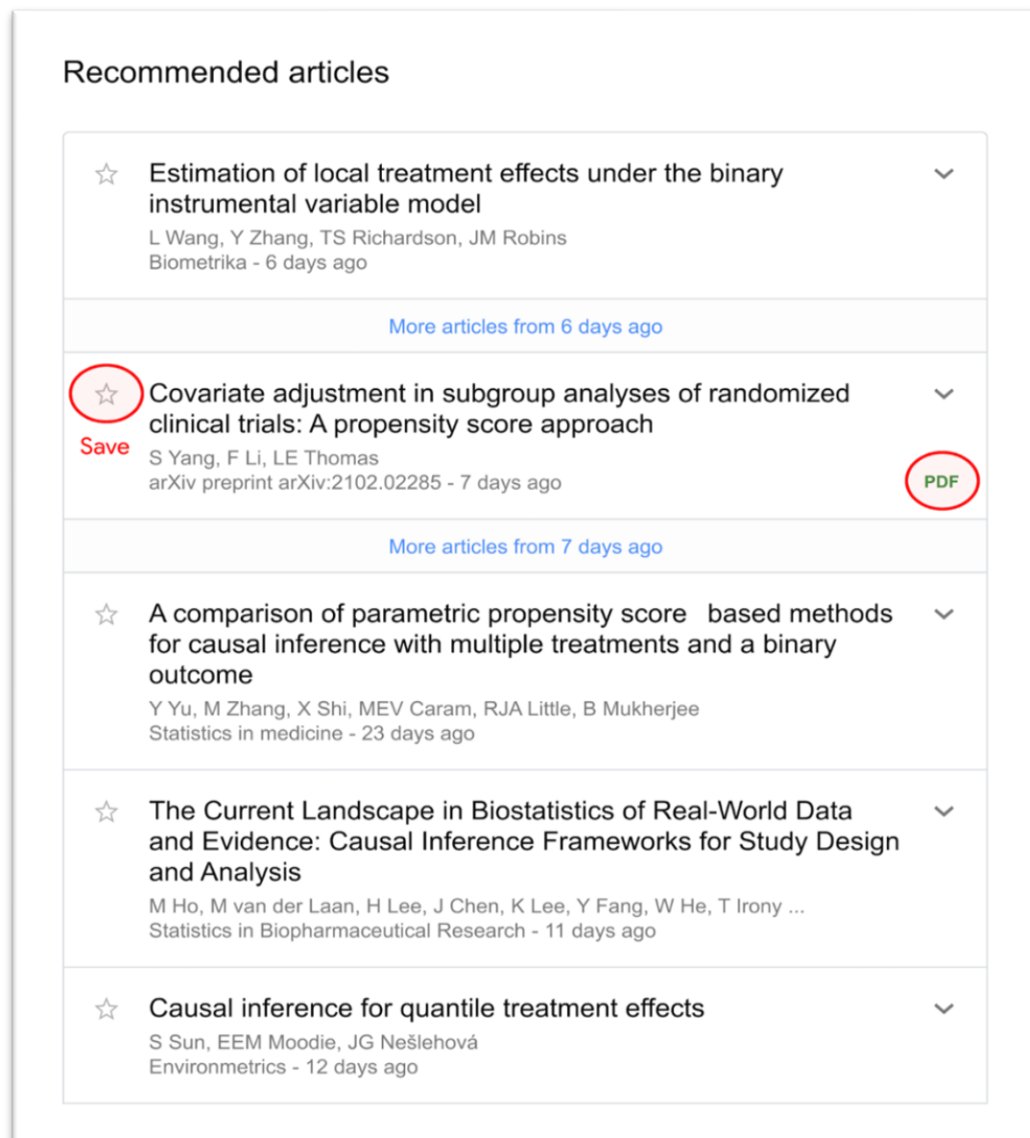 Recommended articles
Estimation of local treatment effects under the binary
instrumental variable model
L Wang, Y Zhang, TS Richardson, JM Robins
Biometrika - 6 days ago
More articles from 6 days ago
Covariate adjustment in subgroup analyses of randomized
clinical trials: A propensity score approach
Save
S Yang, F Li, LE Thomas
arXiv preprint arXiv:2102.02285 - 7 days ago
PDF
More articles from 7 days ago
A comparison of parametric propensity score based methods
for causal inference with multiple treatments and a binary
outcome
Y Yu, M Zhang, X Shi, MEV Caram, RJA Little, B Mukherjee
Statistics in medicine - 23 days ago
The Current Landscape in Biostatistics of Real-World Data
and Evidence: Causal Inference Frameworks for Study Design
and Analysis
M Ho, M van der Laan, H Lee, J Chen, K Lee, Y Fang, W He, T Irony ...
Statistics in Biopharmaceutical Research - 11 days ago
Causal inference for quantile treatment effects
S Sun, EEM Moodie, JG Nešlehová
Environmetrics - 12 days ago